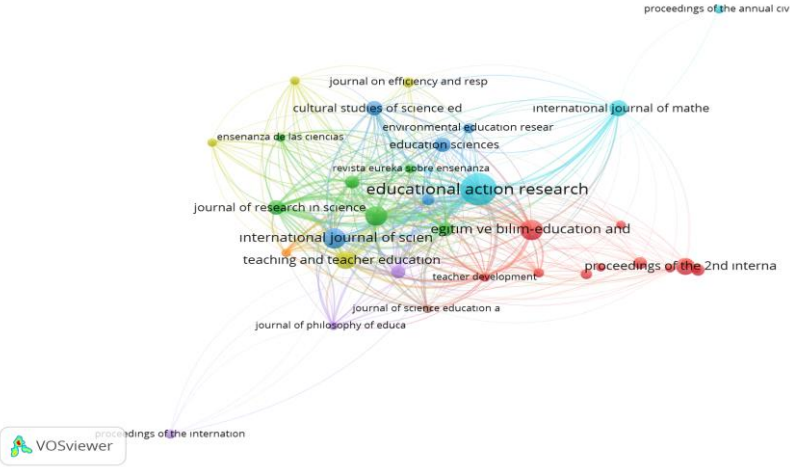 proceedings of the annual civ
journal on efficiency and resp
cultural studies of science ed
international journal of mathe
environmental education resear
enseñanza de las ciencias
education sciences
revista eureka sobre enseñanza
educational action research
journal of research in science
egitim ve bilim-education and
international journal of scien
teaching and teacher education
proceedings of the 2nd interna
teacher development
journal of science education a
journal of philosophy of educa
proceedings of the internation
VOSviewer